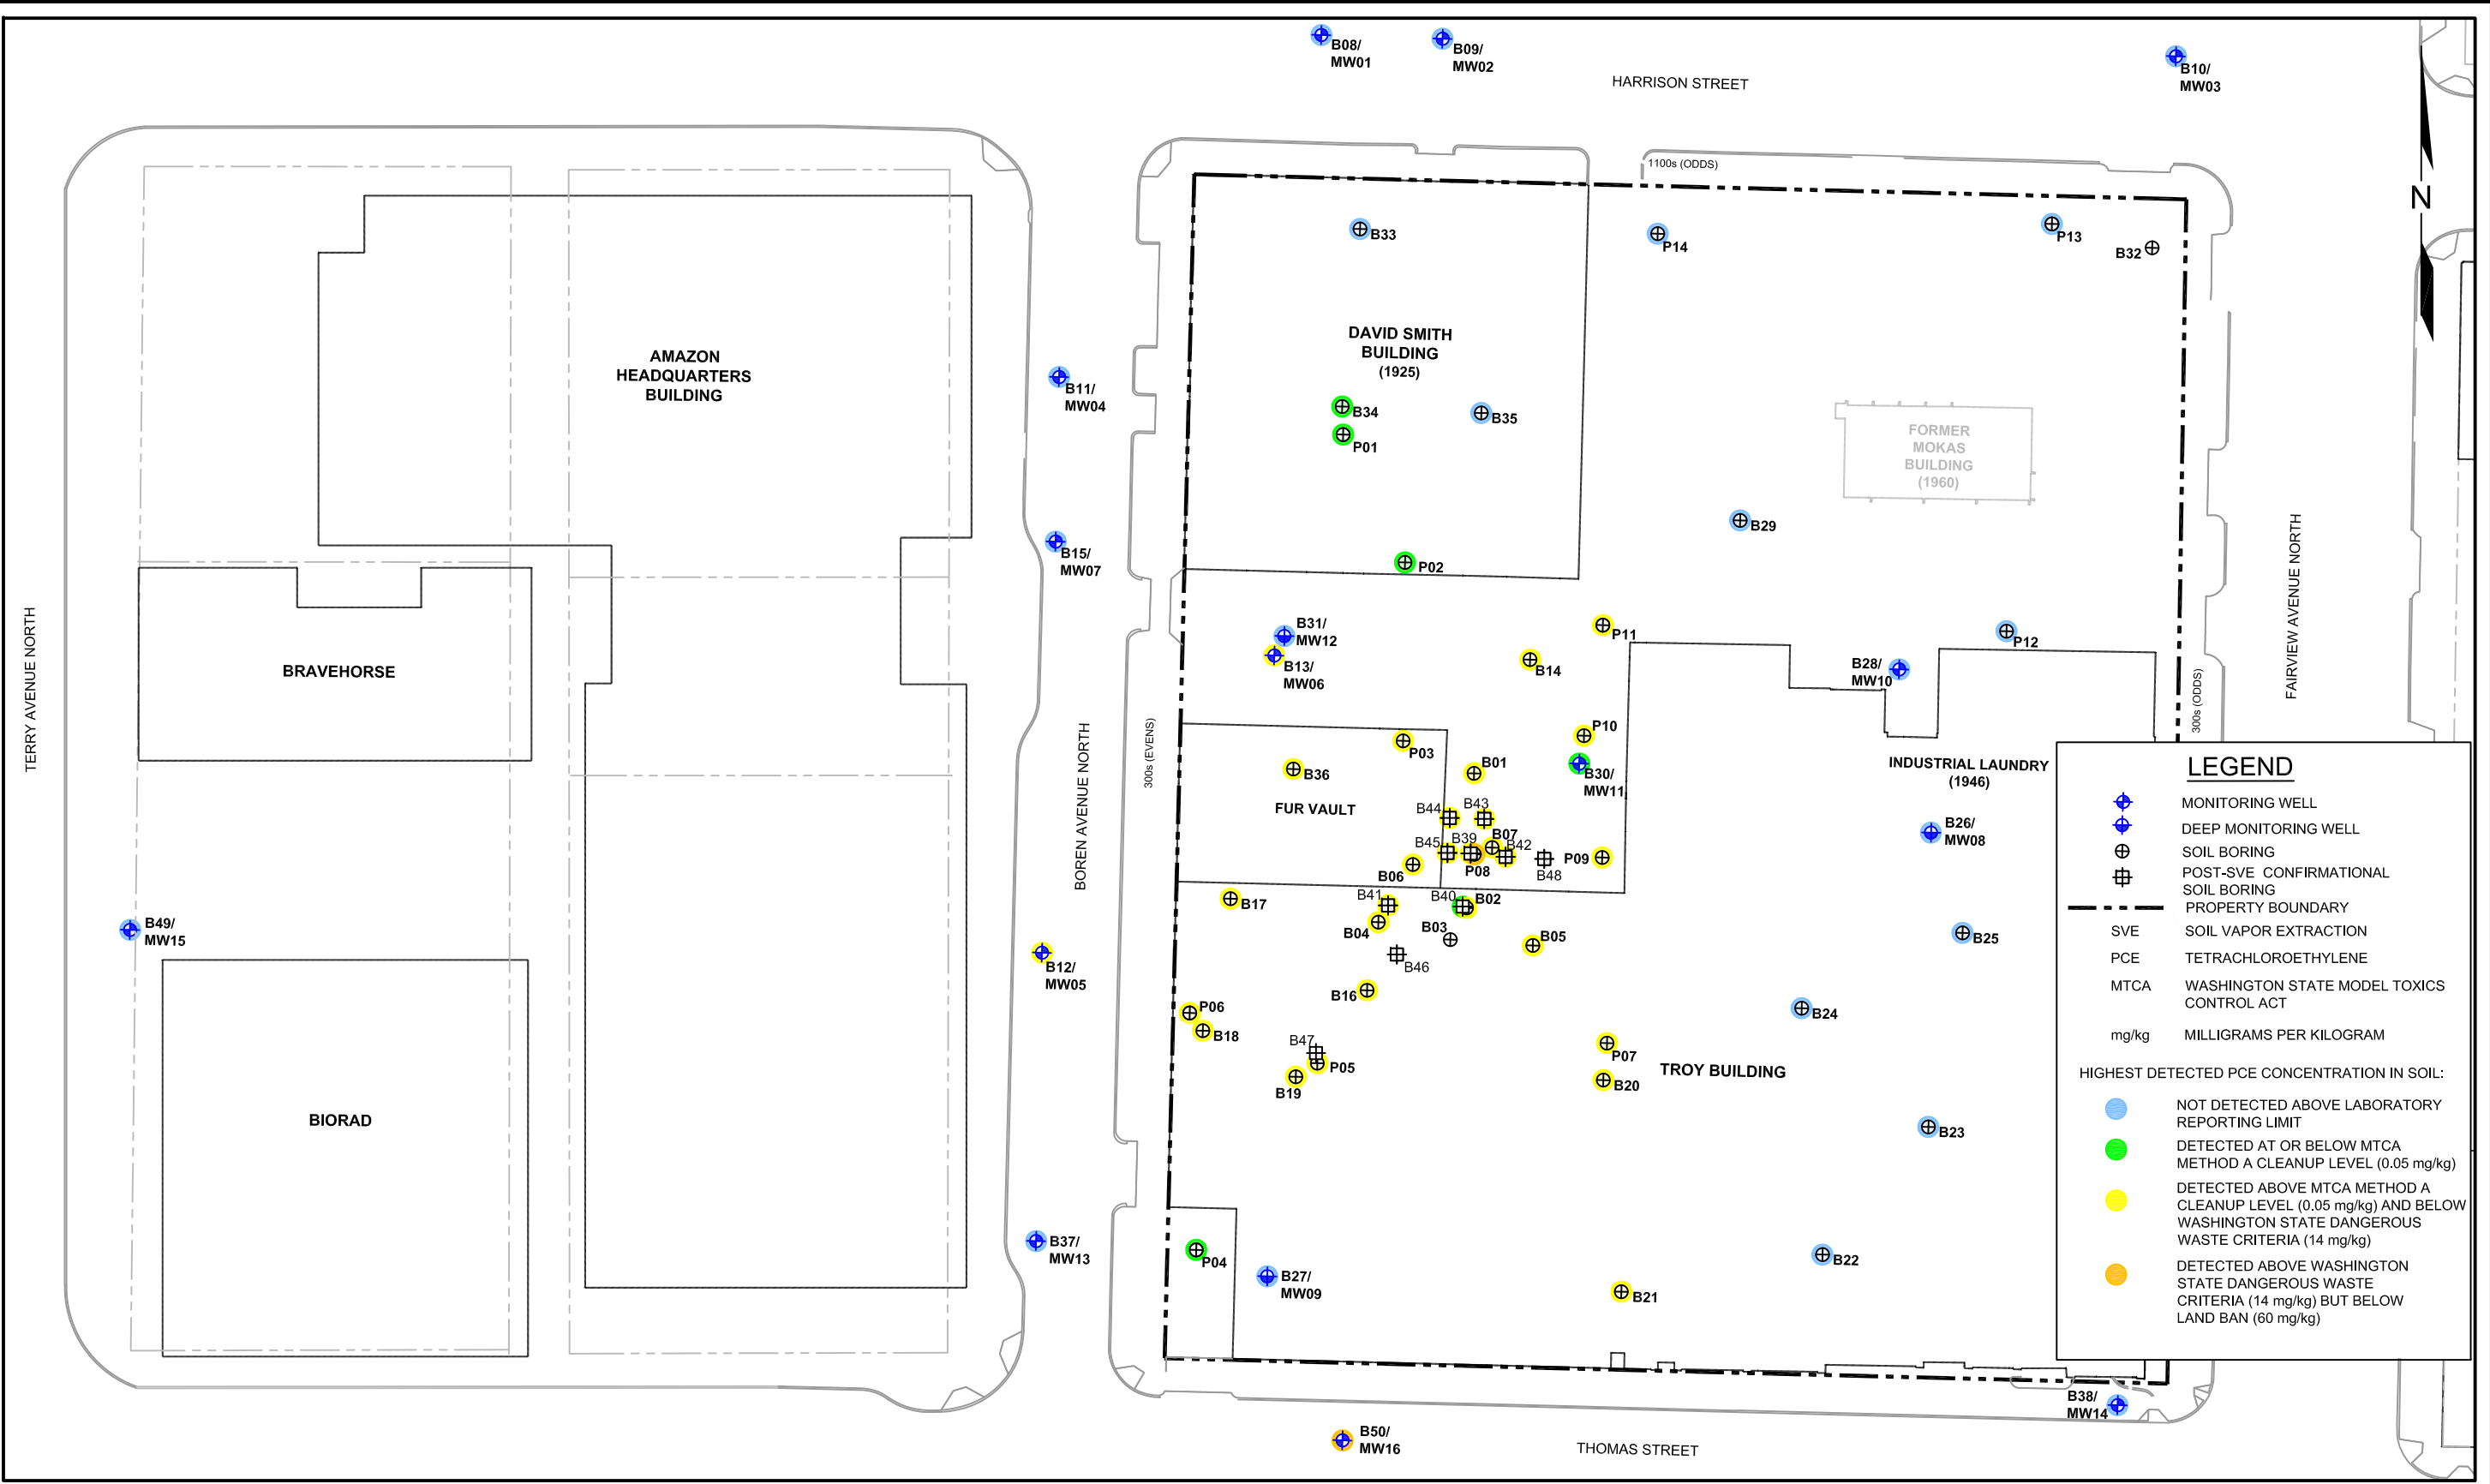 B08/
MW01
B09/
MW02
B10/
MW03
HARRISON STREET
1100s (ODDS)
N
B33
P14
P13
B32
DAVID SMITH
BUILDING
(1925)
AMAZON
HEADQUARTERS
BUILDING
B11/
MW04
B34
B35
P01
FORMER
MOKAS
BUILDING
(1960)
B15/
MW07
B29
P02
TERRY AVENUE NORTH
BRAVEHORSE
B31/
MW12
B13/
MW06
P11
B14
P12
B28/
MW10
FAIRVIEW AVENUE NORTH
300s (ODDS)
BOREN AVENUE NORTH
300s (EVENS)
P03
P10
B36
B01
B30/
MW11
FUR VAULT
B44
B43
B07
B45
B39
B42
P09
B06
P08
B48
INDUSTRIAL LAUNDRY
(1946)
B26/
MW08
B17
B41
B40
B02
B04
B03
B05
B25
B49/
MW15
B12/
MW05
B46
B16
P06
B18
B24
B47
P05
B19
P07
B20
TROY BUILDING
BIORAD
B23
B37/
MW13
P04
B27/
MW09
B22
B21
B38/
MW14
B50/
MW16
THOMAS STREET
LEGEND
MONITORING WELL
DEEP MONITORING WELL
SOIL BORING
POST-SVE CONFIRMATIONAL
SOIL BORING
PROPERTY BOUNDARY
SVE SOIL VAPOR EXTRACTION
PCE TETRACHLOROETHYLENE
MTCA WASHINGTON STATE MODEL TOXICS
CONTROL ACT
mg/kg MILLIGRAMS PER KILOGRAM
HIGHEST DETECTED PCE CONCENTRATION IN SOIL:
NOT DETECTED ABOVE LABORATORY
REPORTING LIMIT
DETECTED AT OR BELOW MTCA
METHOD A CLEANUP LEVEL (0.05 mg/kg)
DETECTED ABOVE MTCA METHOD A
CLEANUP LEVEL (0.05 mg/kg) AND BELOW
WASHINGTON STATE DANGEROUS
WASTE CRITERIA (14 mg/kg)
DETECTED ABOVE WASHINGTON
STATE DANGEROUS WASTE
CRITERIA (14 mg/kg) BUT BELOW
LAND BAN (60 mg/kg)